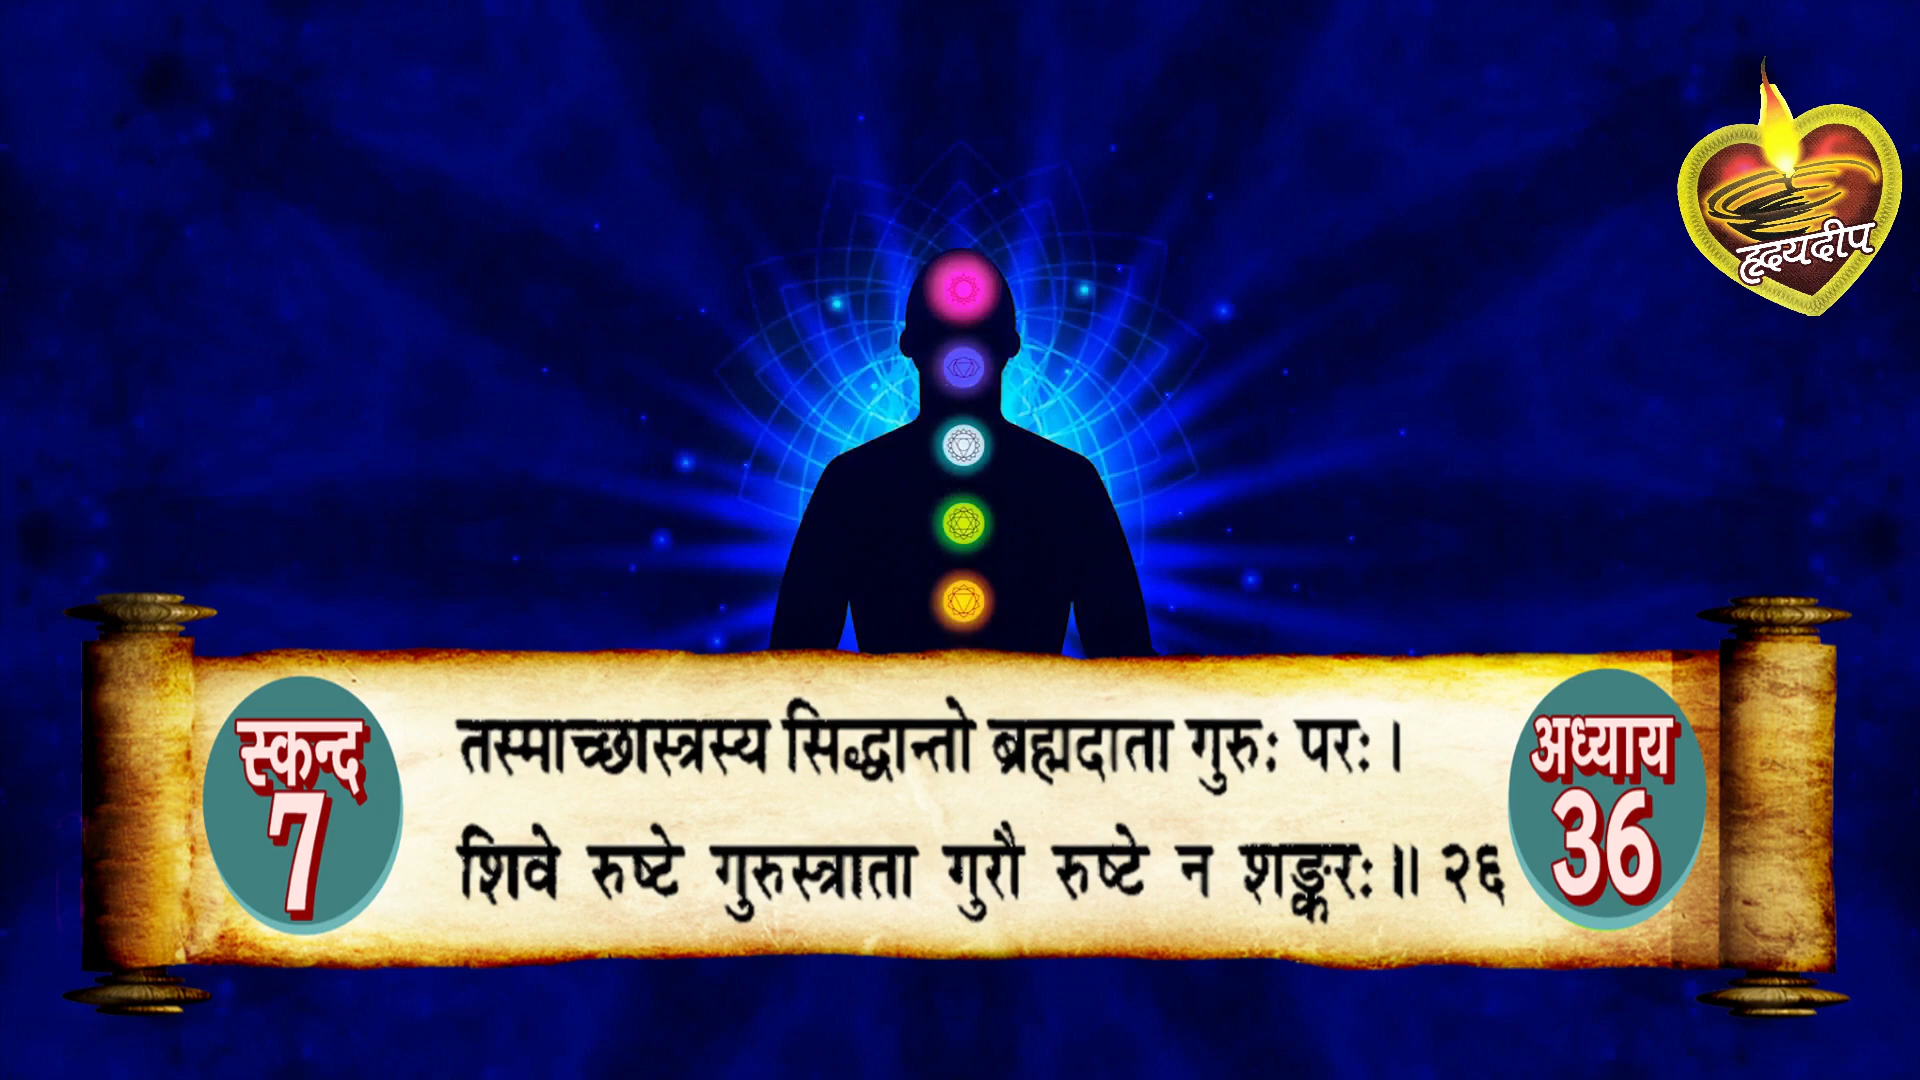 हृदयदीप
स्कन्द
7
तस्माच्छास्त्रस्य सिद्धान्तो ब्रह्मदाता गुरुः परः ।
शिवे रुष्टे गुरुस्त्राता गुरौ रुष्टे न शङ्करः ॥ २६
अध्याय
36